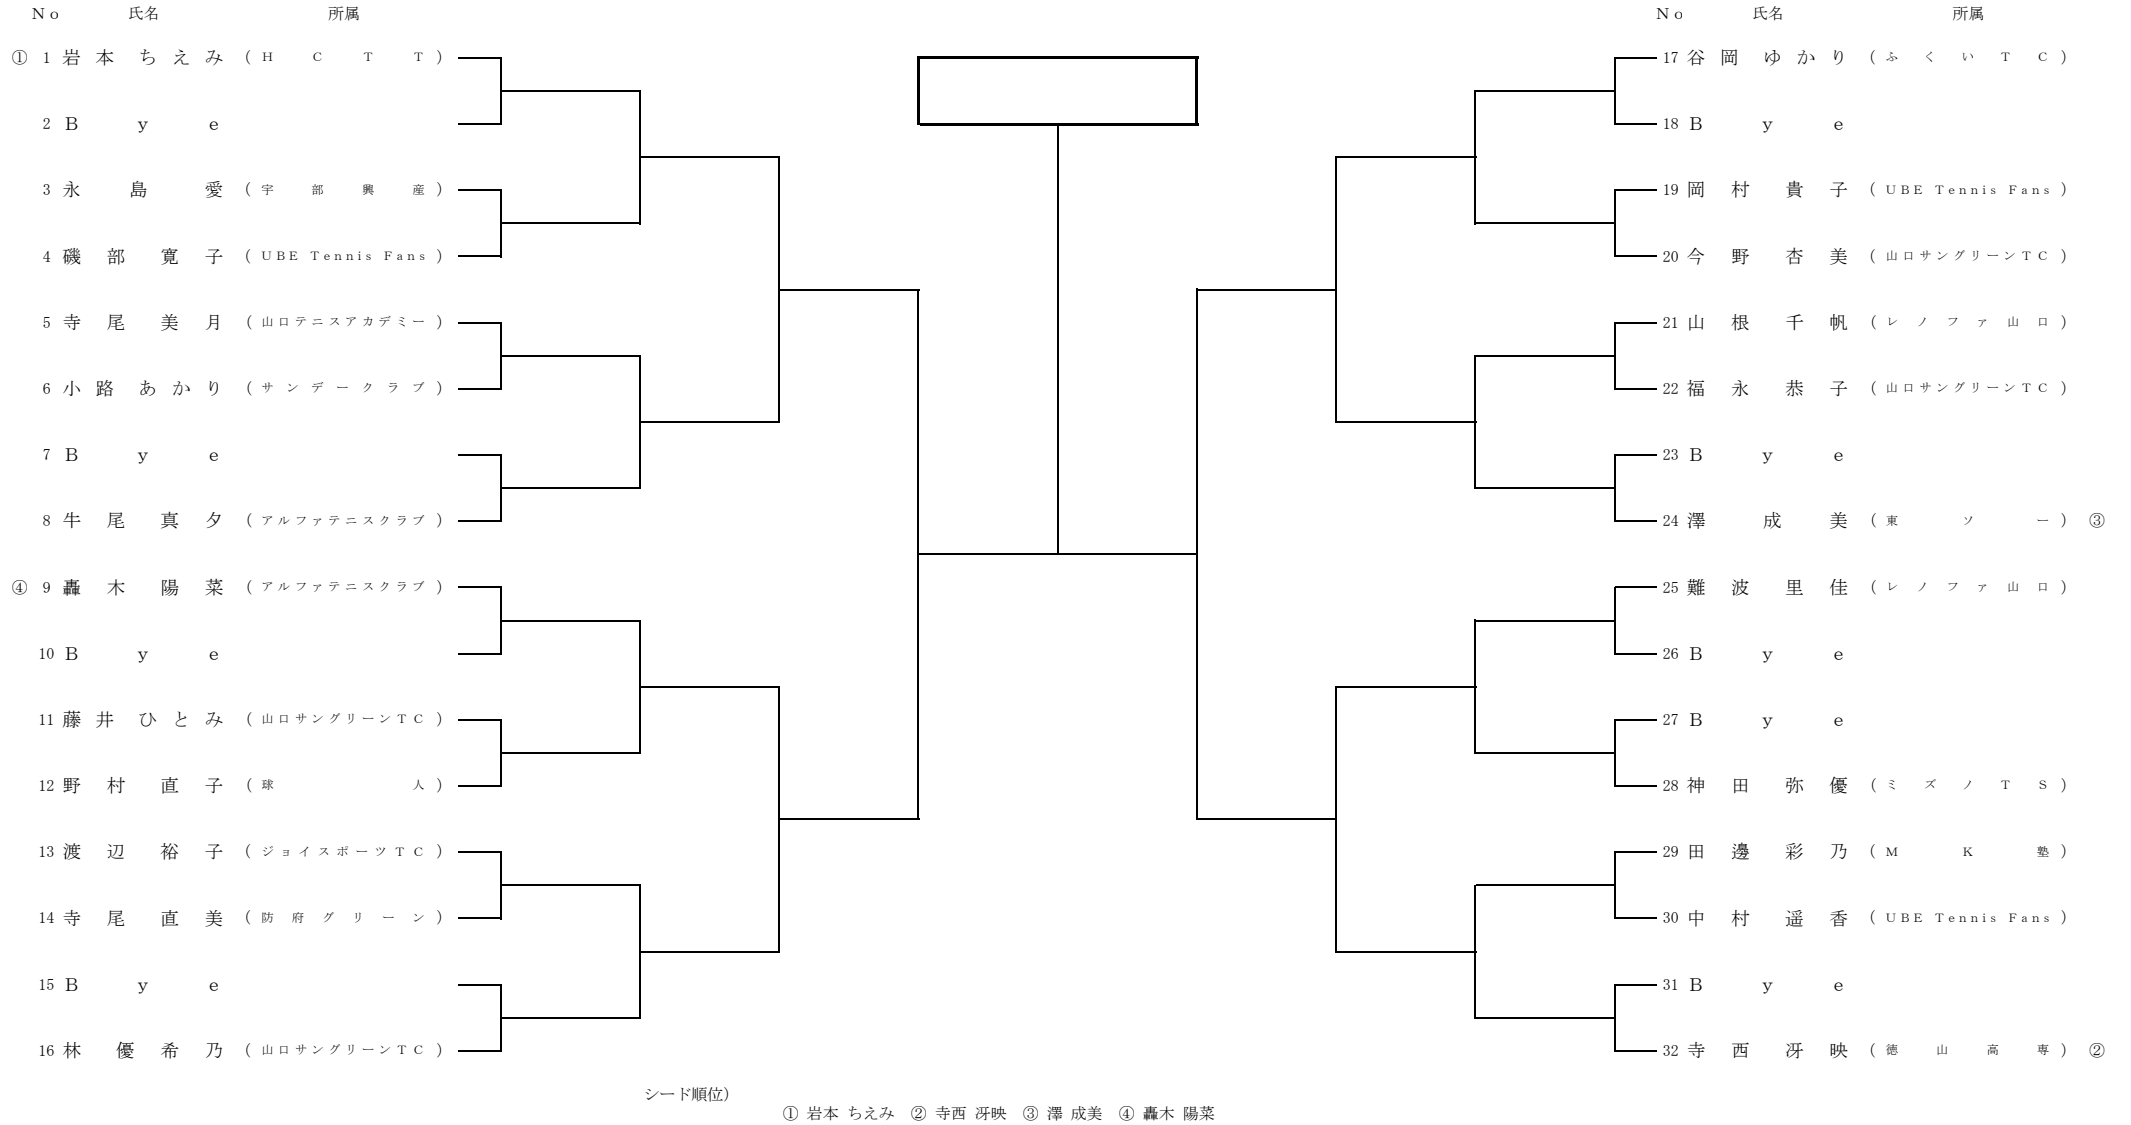 No 氏名 所属
① 1 岩本 ちえみ (HCTT)
2 Bye
3 永島 愛 (宇部興産)
4 磯部 寛子 (UBE Tennis Fans)
5 寺尾 美月 (山口テニスアカデミー)
6 小路 あかり (サンデークラブ)
7 Bye
8 牛尾 真夕 (アルファテニスクラブ)
④ 9 轟木 陽菜 (アルファテニスクラブ)
10 Bye
11 藤井 ひとみ (山口サングリーンTC)
12 野村 直子 (球人)
13 渡辺 裕子 (ジョイスポーツTC)
14 寺尾 直美 (防府グリーン)
15 Bye
16 林 優希乃 (山口サングリーンTC)
No 氏名 所属
17 谷岡 ゆかり (ふくいTC)
18 Bye
19 岡村 貴子 (UBE Tennis Fans)
20 今野 杏美 (山口サングリーンTC)
21 山根 千帆 (レノファ山口)
22 福永 恭子 (山口サングリーンTC)
23 Bye
24 澤 成美 (東ソー) ③
25 難波 里佳 (レノファ山口)
26 Bye
27 Bye
28 神田 弥優 (ミズノTS)
29 田邊 彩乃 (MK塾)
30 中村 遥香 (UBE Tennis Fans)
31 Bye
32 寺西 冴映 (徳山高専) ②
シード順位)
① 岩本 ちえみ ② 寺西 冴映 ③ 澤 成美 ④ 轟木 陽菜